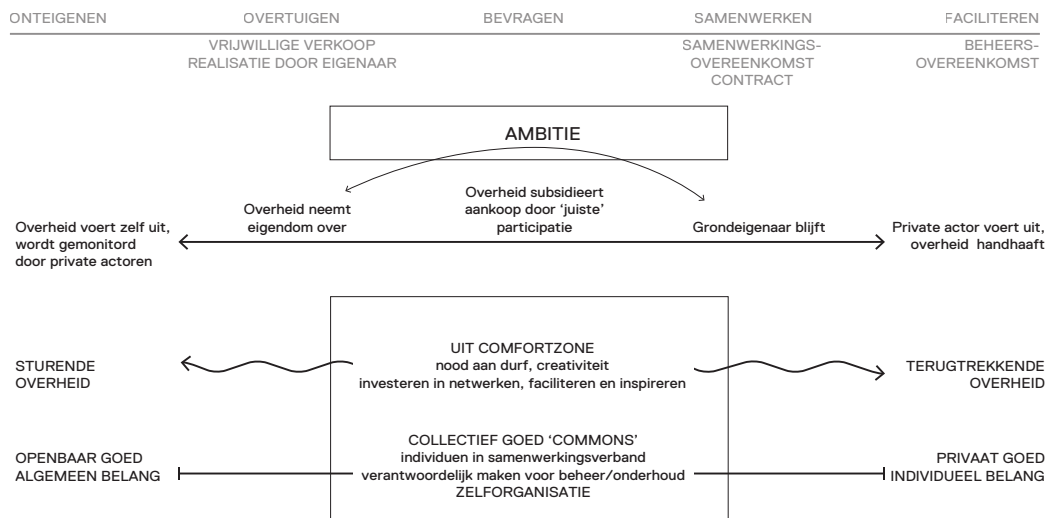 ONTEIGENEN
OVERTUIGEN
BEVRAGEN
SAMENWERKEN
FACILITEREN
VRIJWILLIGE VERKOOP
REALISATIE DOOR EIGENAAR
SAMENWERKINGS-
OVEREENKOMST
CONTRACT
BEHEERS-
OVEREENKOMST
AMBITIE
Overheid voert zelf uit,
wordt gemonitord
door private actoren
Overheid neemt
eigendom over
Overheid subsidieert
aankoop door ‘juiste’
participatie
Grondeigenaar blijft
Private actor voert uit,
overheid handhaaft
STURENDE
OVERHEID
UIT COMFORTZONE
nood aan durf, creativiteit
investeren in netwerken, faciliteren en inspireren
TERUGTREKKENDE
OVERHEID
OPENBAAR GOED
ALGEMEEN BELANG
COLLECTIEF GOED ‘COMMONS’
individuen in samenwerkingsverband
verantwoordelijk maken voor beheer/onderhoud
ZELFORGANISATIE
PRIVAAT GOED
INDIVIDUEEL BELANG